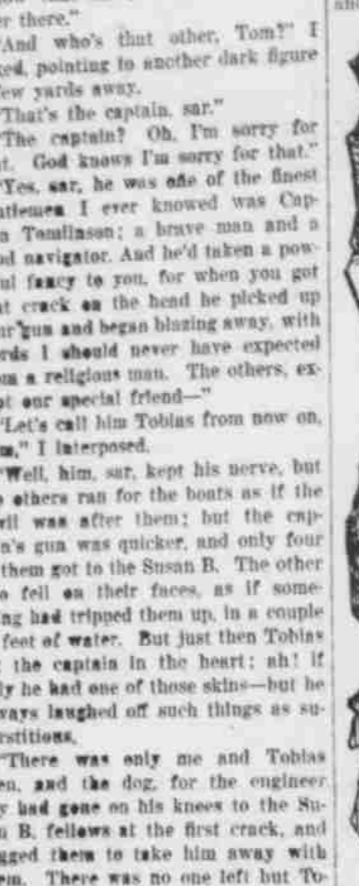 er there."
"And who's that other, Tom?" I
ked, pointing to another dark figure
few yards away.
"That's the captain, sar."
"The captain? Oh, I'm sorry for
at. God knows I'm sorry for that."
"Yes, sar, he was one of the finest
ntlemen I ever knowed was Cap-
n Tomlinson; a brave man and a
od navigator. And he'd taken a pow-
ful fancy to you, for when you got
at crack on the head he picked up
ur gun and began blazing away, with
rds I should never have expected
om a religious man. The others, ex-
pt our special friend—"
"Let's call him Tobias from now on,
m," I interposed.
"Well, him, sar, kept his nerve, but
e others ran for the boats as if the
vil was after them; but the cap-
n's gun was quicker, and only four
them got to the Susan B. The other
o fell on their faces, as if some-
ing had tripped them up, in a couple
feet of water. But just then Tobias
the captain in the heart; ah! if
ly he had one of those skins—but he
ways laughed off such things as su-
rstitions.
"There was only me and Tobias
en, and the dog, for the engineer
y had gone on his knees to the Su-
n B. fellows at the first crack, and
gged them to take him away with
em. There was no one left but To-